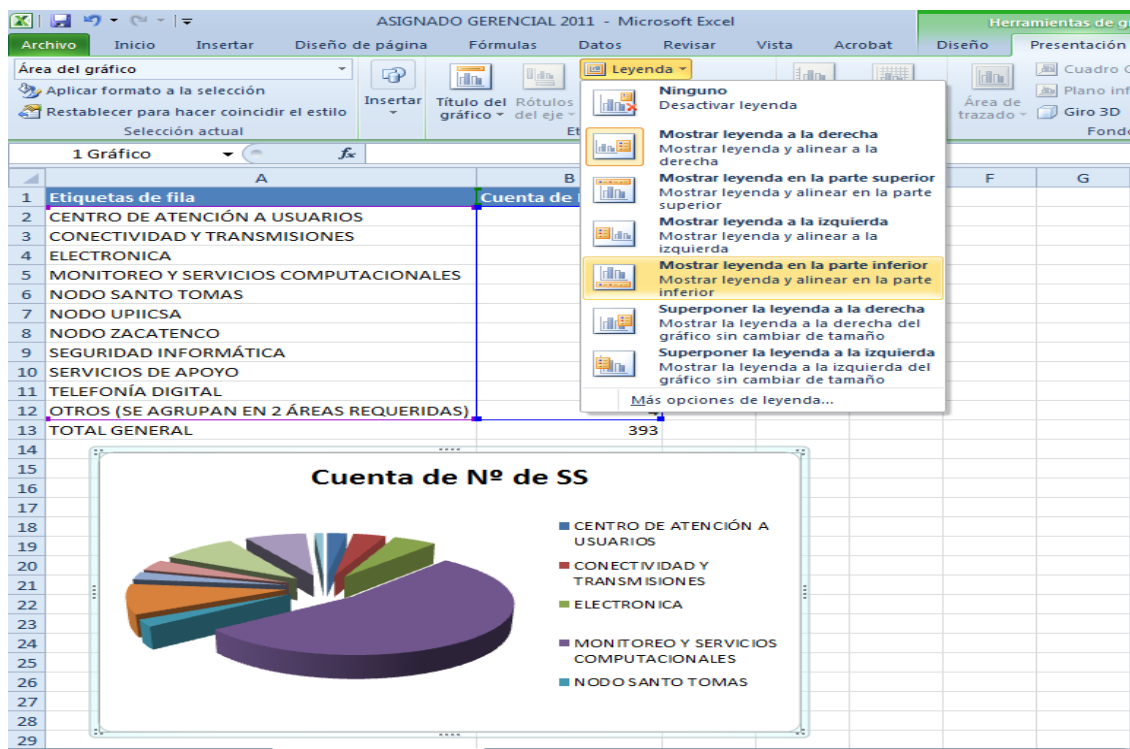 ASIGNADO GERENCIAL 2011 - Microsoft Excel
Herramientas de
Archivo Inicio Insertar Diseño de página Fórmulas Datos Revisar Vista Acrobat Diseño Presentación
Área del gráfico
Aplicar formato a la selección
Restablecer para hacer coincidir el estilo
Selección actual
Insertar
Título del gráfico
Rótulos del eje
Leyenda
Área de trazado
Cuadro
Plano
Giro 3D
1 Gráfico fx
Ninguno
Desactivar leyenda
Mostrar leyenda a la derecha
Mostrar leyenda y alinear a la
derecha
Mostrar leyenda en la parte superior
Mostrar leyenda y alinear en la parte
superior
Mostrar leyenda a la izquierda
Mostrar leyenda y alinear a la
izquierda
Mostrar leyenda en la parte inferior
Mostrar leyenda y alinear en la parte
inferior
Superponer la leyenda a la derecha
Mostrar la leyenda a la derecha del
gráfico sin cambiar de tamaño
Superponer la leyenda a la izquierda
Mostrar la leyenda a la izquierda del
gráfico sin cambiar de tamaño
Más opciones de leyenda...
A B F G
1 Etiquetas de fila Cuenta de
2 CENTRO DE ATENCIÓN A USUARIOS
3 CONECTIVIDAD Y TRANSMISIONES
4 ELECTRONICA
5 MONITOREO Y SERVICIOS COMPUTACIONALES
6 NODO SANTO TOMAS
7 NODO UPIICSA
8 NODO ZACATENCO
9 SEGURIDAD INFORMÁTICA
10 SERVICIOS DE APOYO
11 TELEFONÍA DIGITAL
12 OTROS (SE AGRUPAN EN 2 ÁREAS REQUERIDAS)
13 TOTAL GENERAL 393
14
15
16
17
18
19
20
21
22
23
24
25
26
27
28
29
Cuenta de Nº de SS
CENTRO DE ATENCIÓN A
USUARIOS
CONECTIVIDAD Y
TRANSMISIONES
ELECTRONICA
MONITOREO Y SERVICIOS
COMPUTACIONALES
NODO SANTO TOMAS